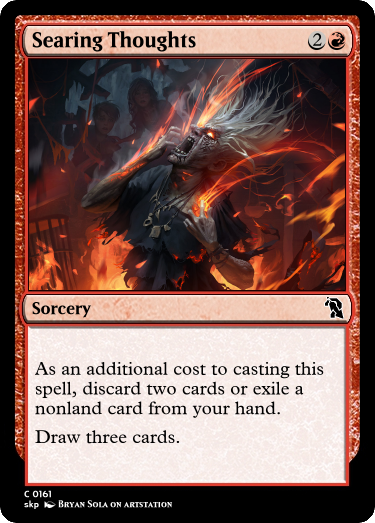 Searing Thoughts 2
Sorcery
As an additional cost to casting this
spell, discard two cards or exile a
nonland card from your hand.
Draw three cards.
C 0161
skp Bryan Sola on artstation